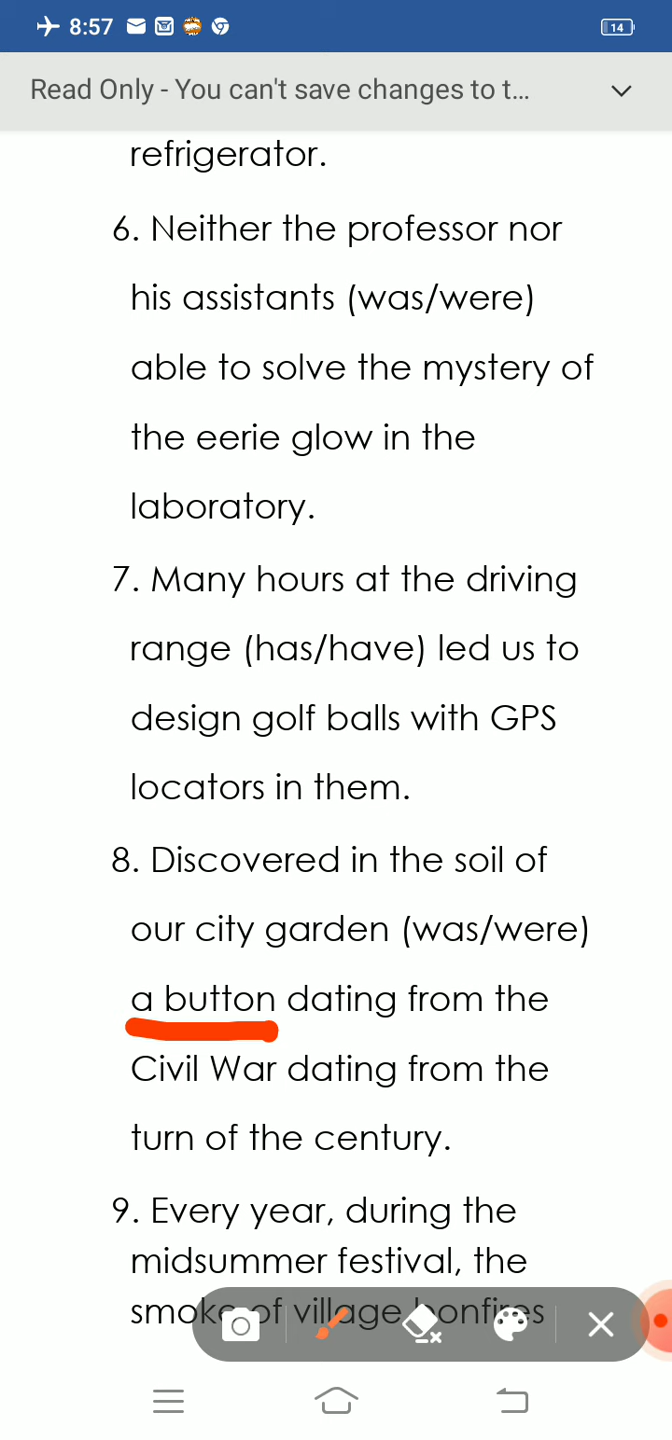 8:57
14
Read Only - You can't save changes to t...
refrigerator.
6. Neither the professor nor
his assistants (was/were)
able to solve the mystery of
the eerie glow in the
laboratory.
7. Many hours at the driving
range (has/have) led us to
design golf balls with GPS
locators in them.
8. Discovered in the soil of
our city garden (was/were)
a button dating from the
Civil War dating from the
turn of the century.
9. Every year, during the
midsummer festival, the
smoke of village bonfires